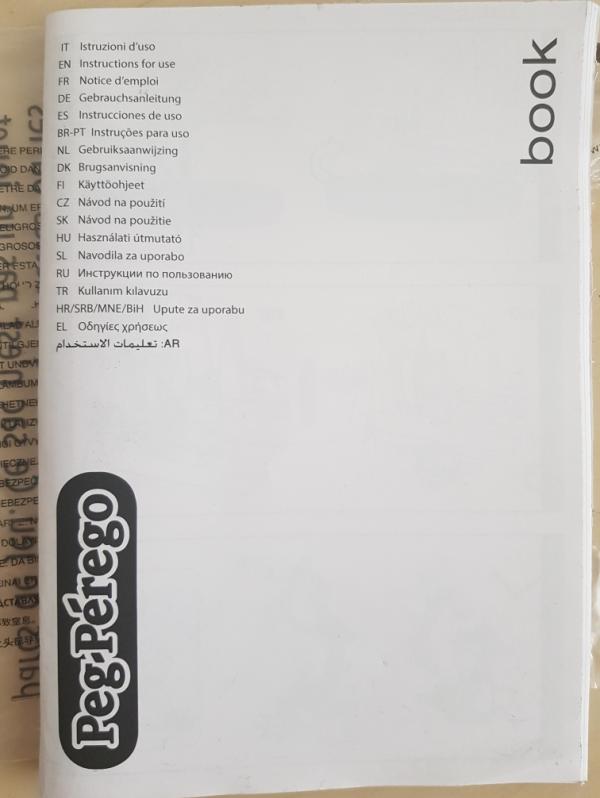 book
IT Istruzioni d'uso
EN Instructions for use
FR Notice d'emploi
DE Gebrauchsanleitung
ES Instrucciones de uso
BR-PT Instruções para uso
NL Gebruiksaanwijzing
DK Brugsanvisning
FI Käyttöohjeet
CZ Návod na použití
SK Návod na použitie
HU Használati útmutató
SL Navodila za uporabo
RU Инструкции по пользованию
TR Kullanım kılavuzu
HR/SRB/MNE/BiH Upute za uporabu
EL Οδηγίες χρήσεως
AR: تعليمات الاستخدام
Peg-Pérego